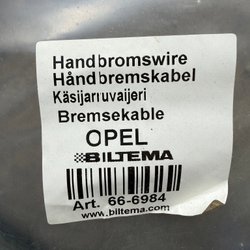 Handbromswire
Håndbremskabel
Käsijarruvaijeri
Bremsekable
OPEL
BILTEMA
Art. 66-6984
www.biltema.com